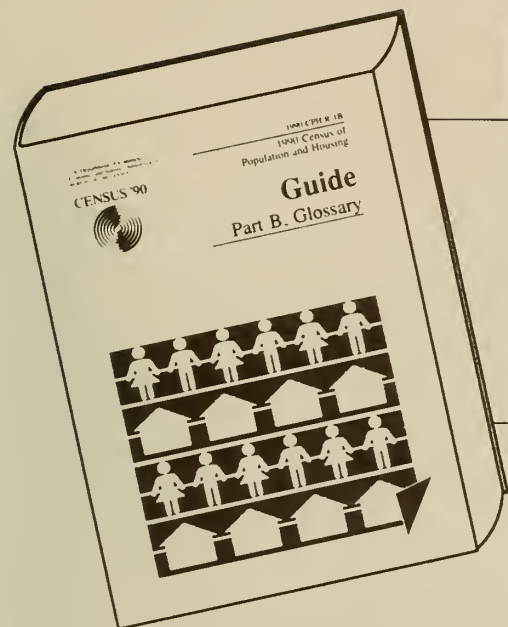 1990 CPH-R-1B
1990 Census of
Population and Housing
CENSUS '90
Guide
Part B. Glossary